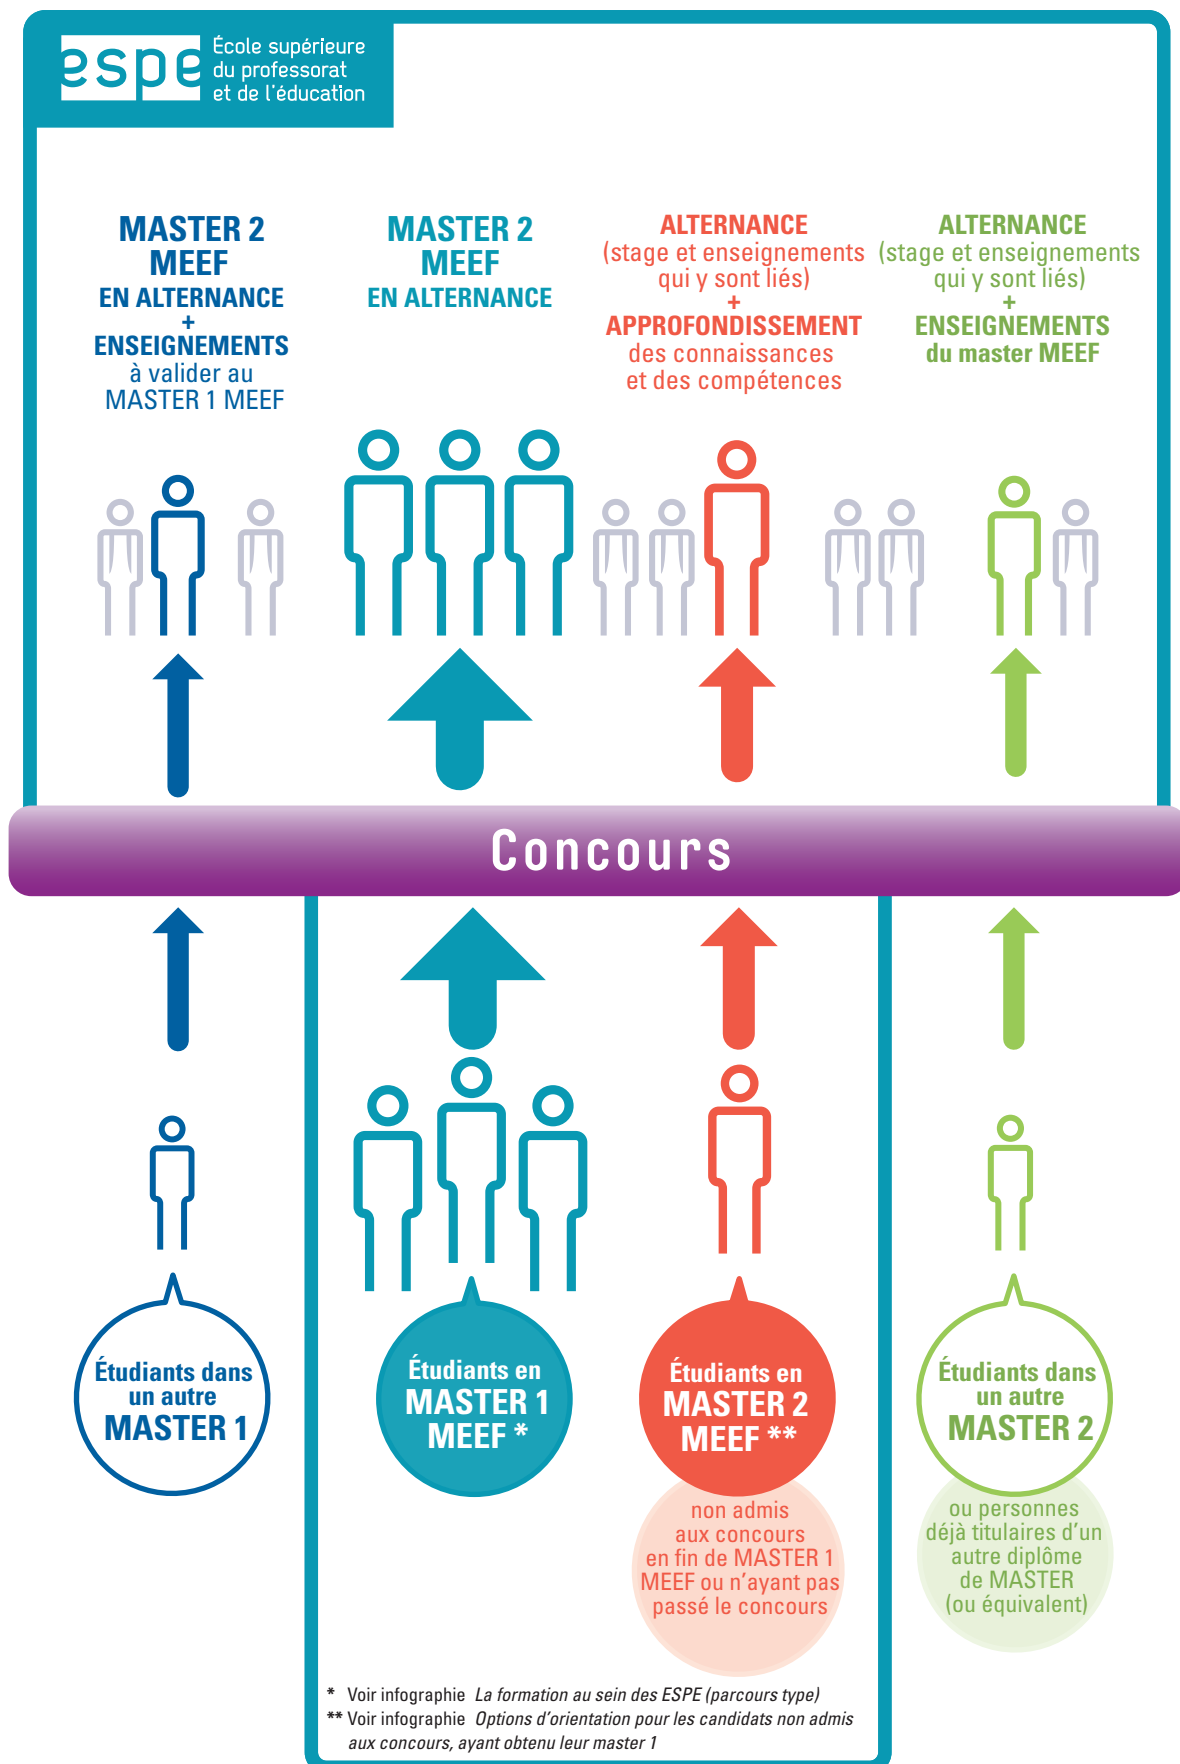 espe
École supérieure
du professorat
et de l'éducation
MASTER 2
MEEF
EN ALTERNANCE
+
ENSEIGNEMENTS
à valider au
MASTER 1 MEEF
MASTER 2
MEEF
EN ALTERNANCE
ALTERNANCE
(stage et enseignements
qui y sont liés)
+
APPROFONDISSEMENT
des connaissances
et des compétences
ALTERNANCE
(stage et enseignements
qui y sont liés)
+
ENSEIGNEMENTS
du master MEEF
Concours
Étudiants dans
un autre
MASTER 1
Étudiants en
MASTER 1
MEEF *
Étudiants en
MASTER 2
MEEF **
non admis
aux concours
en fin de MASTER 1
MEEF ou n'ayant pas
passé le concours
Étudiants dans
un autre
MASTER 2
ou personnes
déjà titulaires d'un
autre diplôme
de MASTER
(ou équivalent)
* Voir infographie La formation au sein des ESPE (parcours type)
** Voir infographie Options d'orientation pour les candidats non admis
aux concours, ayant obtenu leur master 1